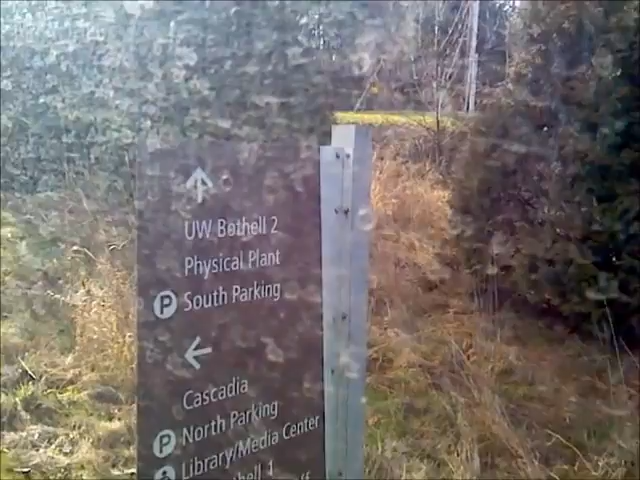 UW Bothell 2
Physical Plant
P South Parking
Cascadia
P North Parking
Library/Media Center